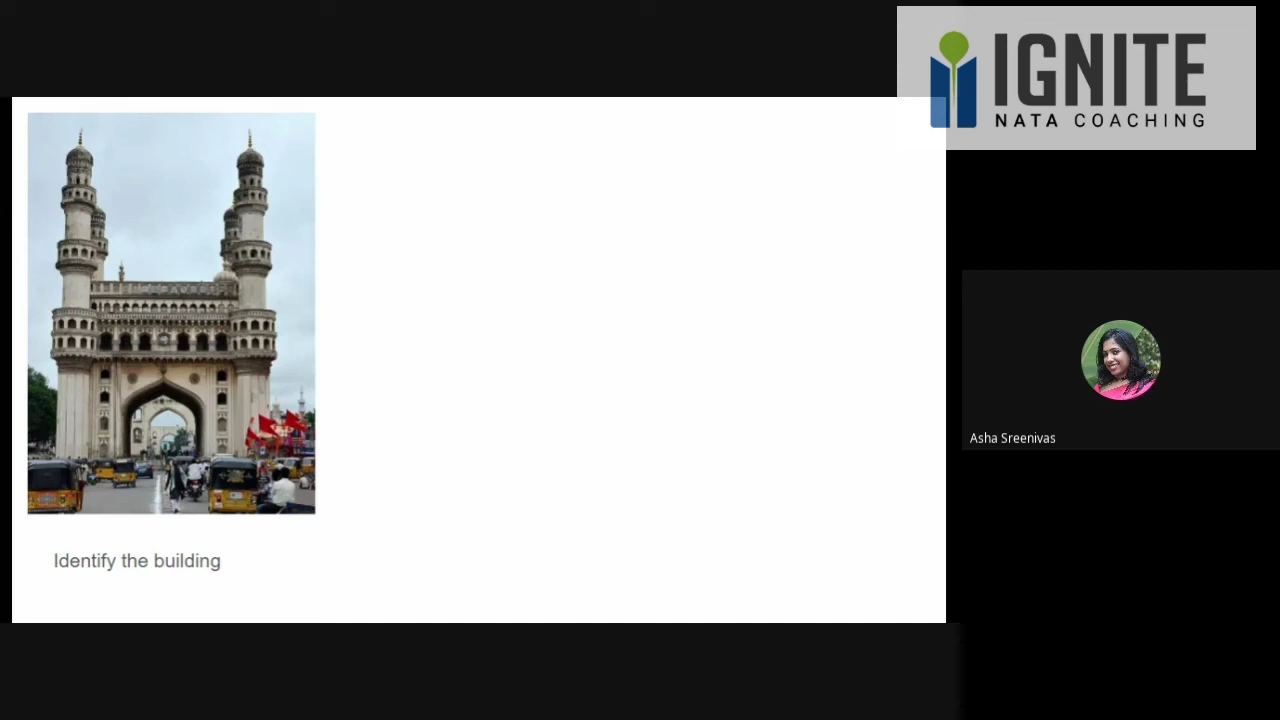 IGNITE
NATA COACHING
Asha Sreenivas
Identify the building